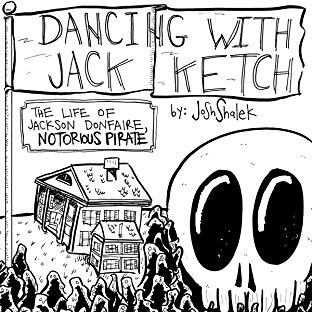 DANCING WITH
JACK KETCH
THE LIFE OF
JACKSON DONFAIRE,
NOTORIOUS PIRATE
by: JoshShalek